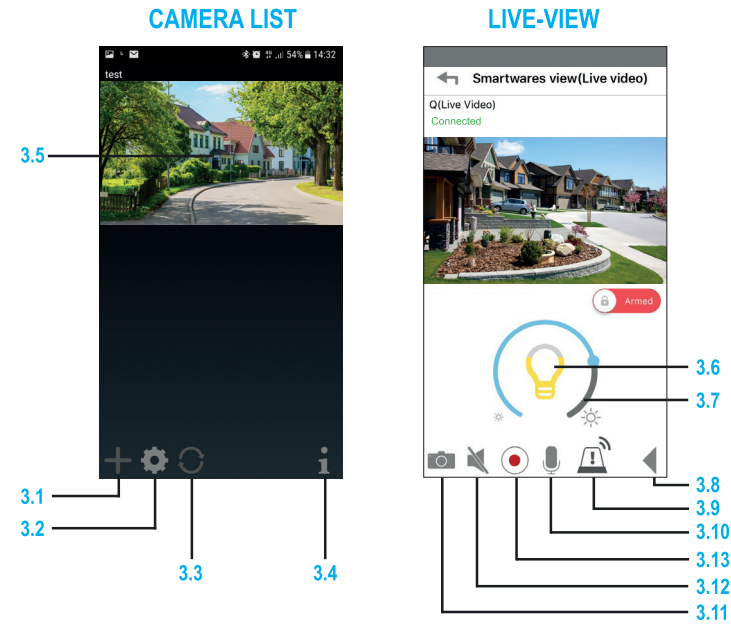 CAMERA LIST
54% 14:32
test
3.5
3.1
3.2
3.3
3.4
LIVE-VIEW
Smartwares view(Live video)
Q(Live Video)
Connected
Armed
3.6
3.7
3.8
3.9
3.10
3.13
3.12
3.11